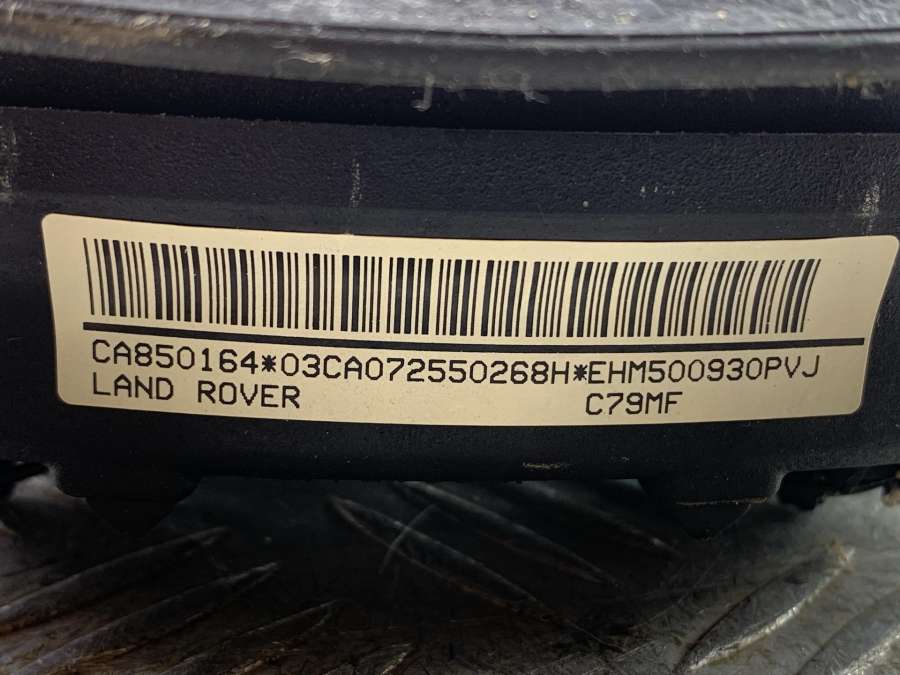 CA850164*03CA072550268H*EHM500930PVJ
LAND ROVER C79MF